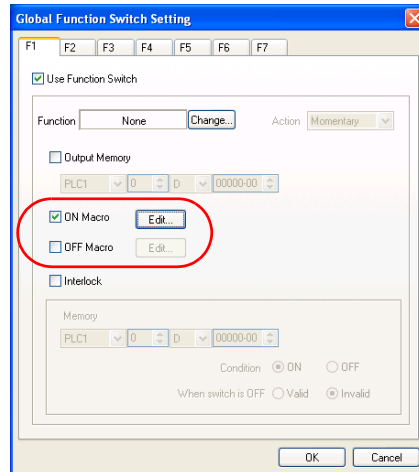 Global Function Switch Setting
F1 F2 F3 F4 F5 F6 F7
Use Function Switch
Function None Change... Action Momentary
Output Memory
PLC1 0 D 00000-00
ON Macro Edit...
OFF Macro Edit...
Interlock
Memory
PLC1 0 D 00000-00
Condition ON OFF
When switch is OFF Valid Invalid
OK Cancel